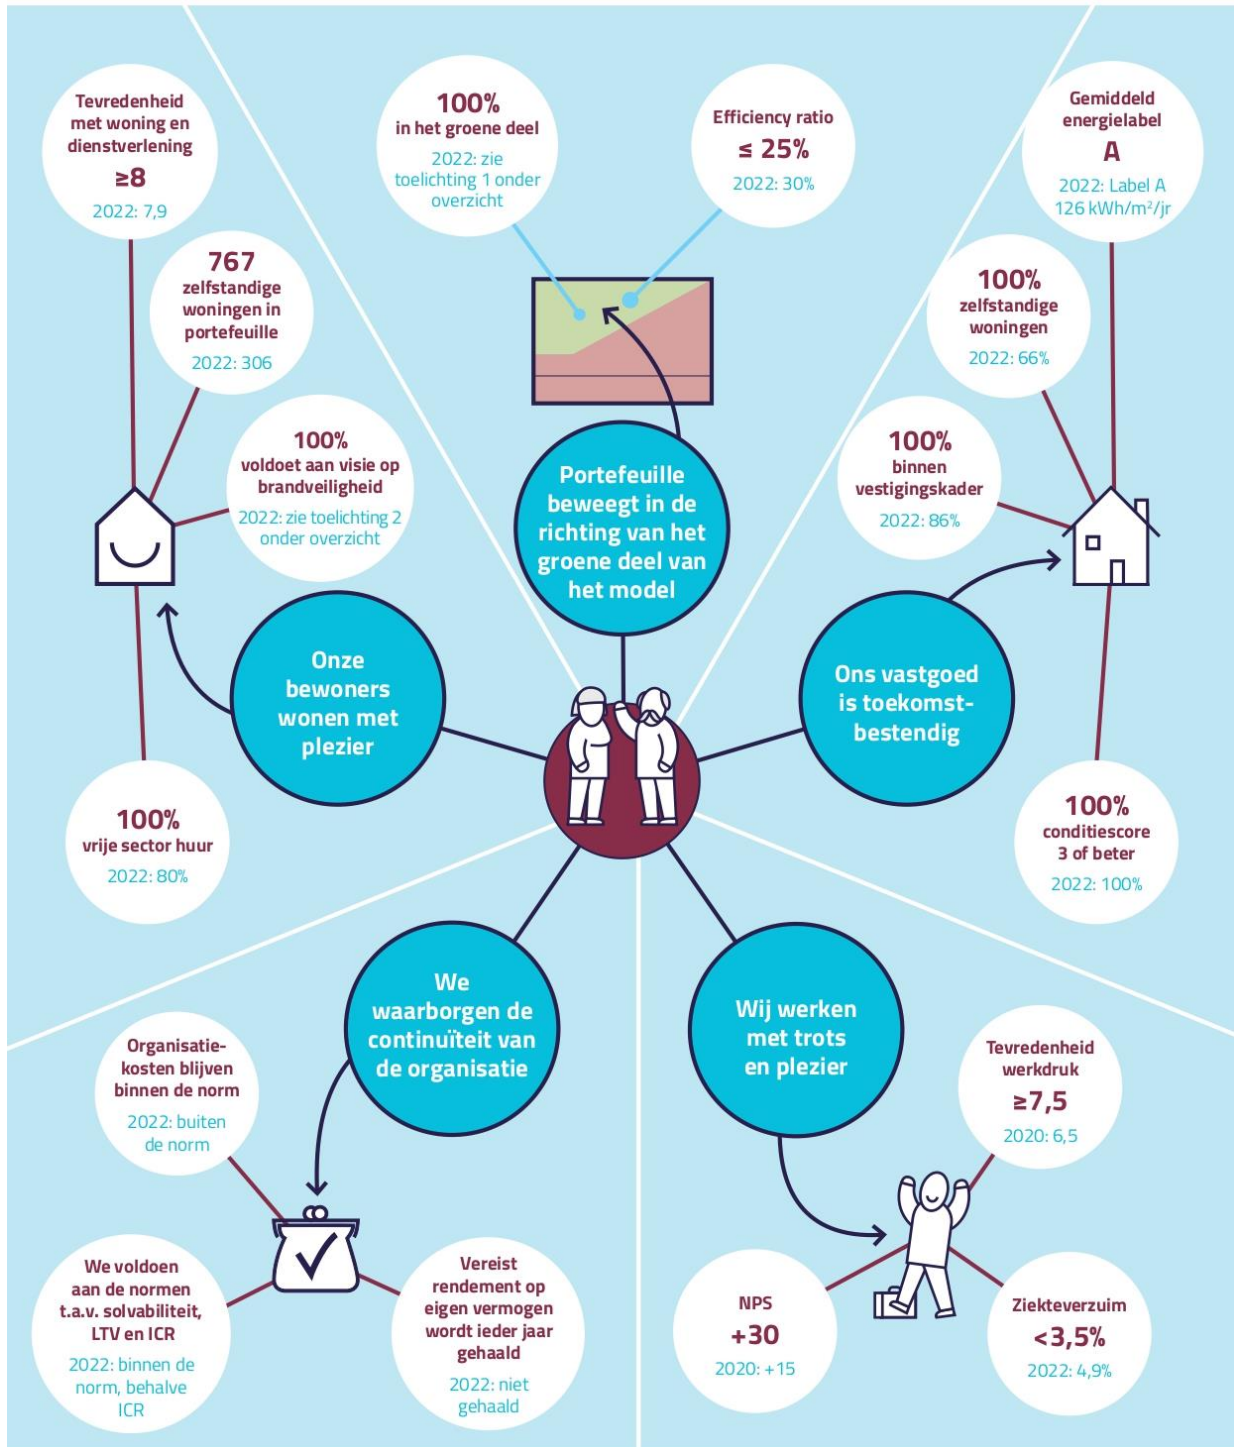 Tevredenheid
met woning en
dienstverlening
≥8
2022: 7,9
767
zelfstandige
woningen in
portefeuille
2022: 306
100%
voldoet aan visie op
brandveiligheid
2022: zie toelichting 2
onder overzicht
100%
vrije sector huur
2022: 80%
Onze
bewoners
wonen met
plezier
100%
in het groene deel
2022: zie
toelichting 1 onder
overzicht
Efficiency ratio
≤ 25%
2022: 30%
Portefeuille
beweegt in de
richting van het
groene deel van
het model
Gemiddeld
energielabel
A
2022: Label A
126 kWh/m²/jr
100%
zelfstandige
woningen
2022: 66%
100%
binnen
vestigingskader
2022: 86%
100%
conditiescore
3 of beter
2022: 100%
Ons vastgoed
is toekomst-
bestendig
We
waarborgen de
continuïteit van
de organisatie
Organisatie-
kosten blijven
binnen de norm
2022: buiten
de norm
We voldoen
aan de normen
t.a.v. solvabiliteit,
LTV en ICR
2022: binnen de
norm, behalve
ICR
Vereist
rendement op
eigen vermogen
wordt ieder jaar
gehaald
2022: niet
gehaald
Wij werken
met trots
en plezier
Tevredenheid
werkdruk
≥7,5
2020: 6,5
NPS
+30
2020: +15
Ziekteverzuim
<3,5%
2022: 4,9%